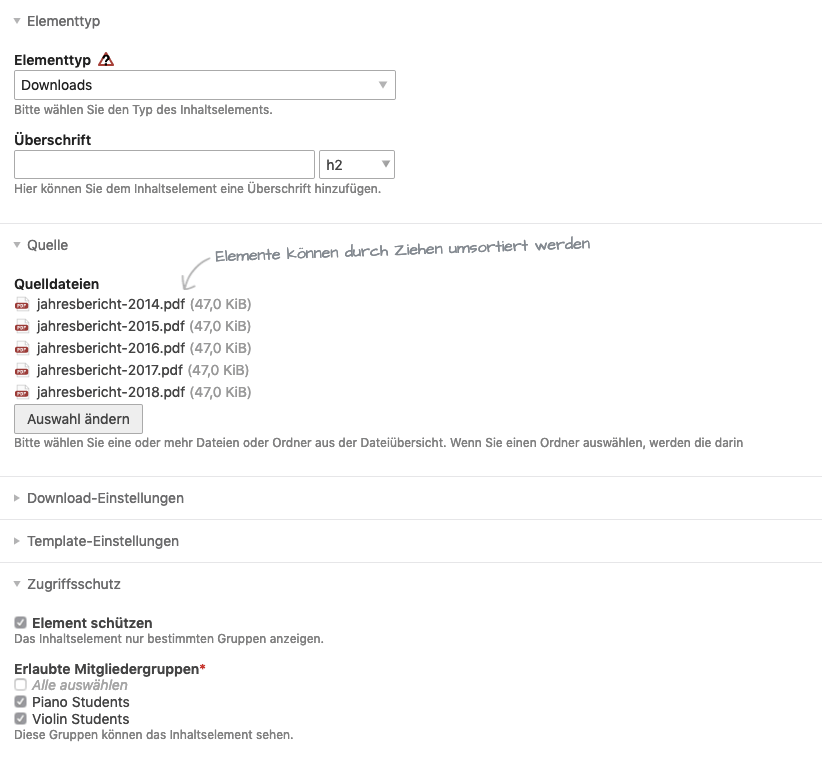 Elementtyp
Elementtyp
Downloads
Bitte wählen Sie den Typ des Inhaltselements.
Überschrift
h2
Hier können Sie dem Inhaltselement eine Überschrift hinzufügen.
Quelle
Elemente können durch Ziehen umsortiert werden
Quelldateien
jahresbericht-2014.pdf (47,0 KiB)
jahresbericht-2015.pdf (47,0 KiB)
jahresbericht-2016.pdf (47,0 KiB)
jahresbericht-2017.pdf (47,0 KiB)
jahresbericht-2018.pdf (47,0 KiB)
Auswahl ändern
Bitte wählen Sie eine oder mehr Dateien oder Ordner aus der Dateiübersicht. Wenn Sie einen Ordner auswählen, werden die darin
Download-Einstellungen
Template-Einstellungen
Zugriffsschutz
Element schützen
Das Inhaltselement nur bestimmten Gruppen anzeigen.
Erlaubte Mitgliedergruppen*
Alle auswählen
Piano Students
Violin Students
Diese Gruppen können das Inhaltselement sehen.